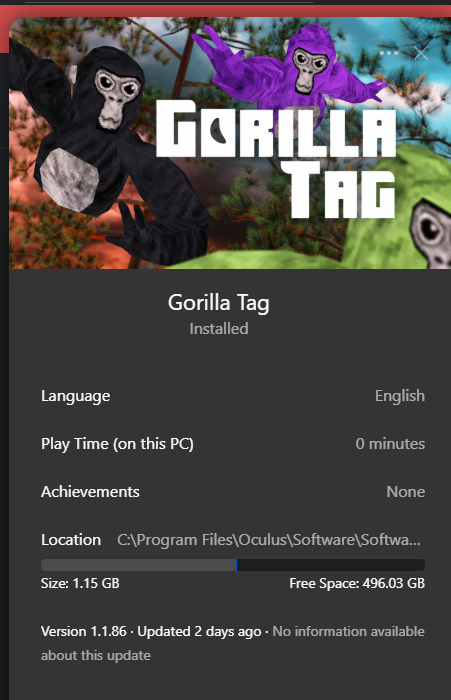 GORILLA
TAG
Gorilla Tag
Installed
Language English
Play Time (on this PC) 0 minutes
Achievements None
Location C:\Program Files\Oculus\Software\Softwa...
Size: 1.15 GB Free Space: 496.03 GB
Version 1.1.86 · Updated 2 days ago · No information available
about this update